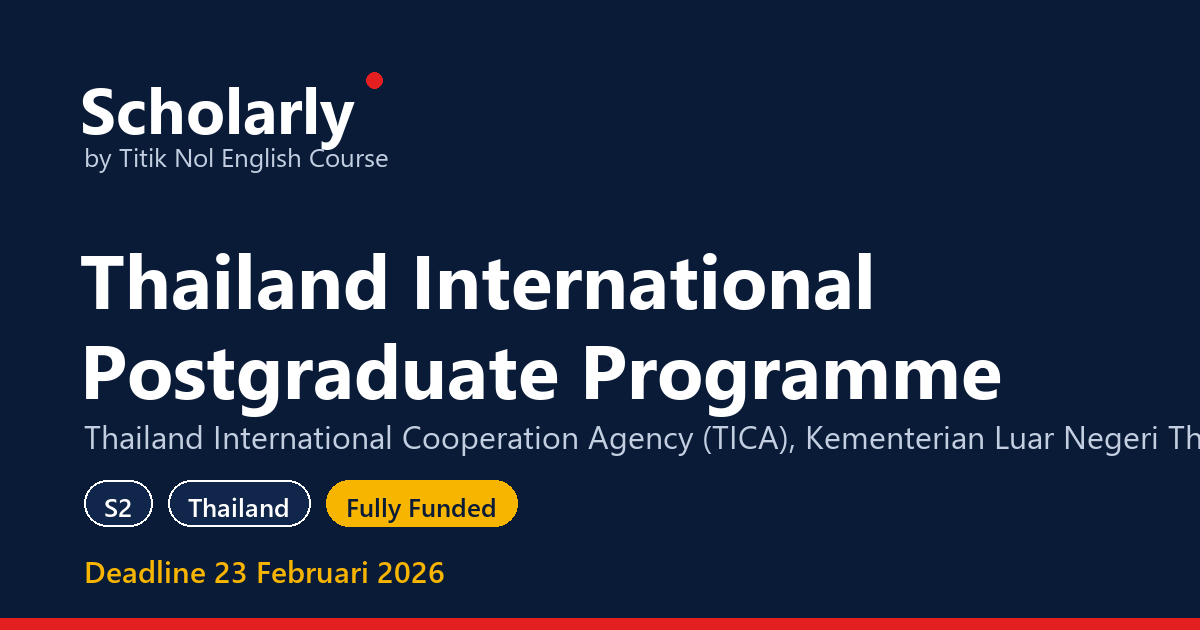 Scholarly
by Titik Nol English Course
Thailand International
Postgraduate Programme
Thailand International Cooperation Agency (TICA), Kementerian Luar Negeri Th
S2
Thailand
Fully Funded
Deadline 23 Februari 2026